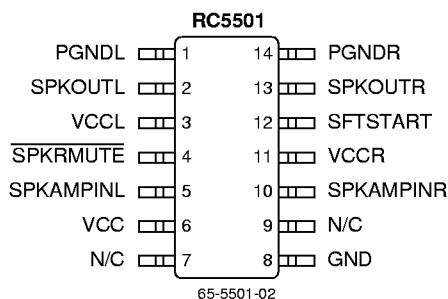 RC5501
PGNDL 1 14 PGNDR
SPKOUTL 2 13 SPKOUTR
VCCL 3 12 SFTSTART
SPKRMUTE 4 11 VCCR
SPKAMPINL 5 10 SPKAMPINR
VCC 6 9 N/C
N/C 7 8 GND
65-5501-02